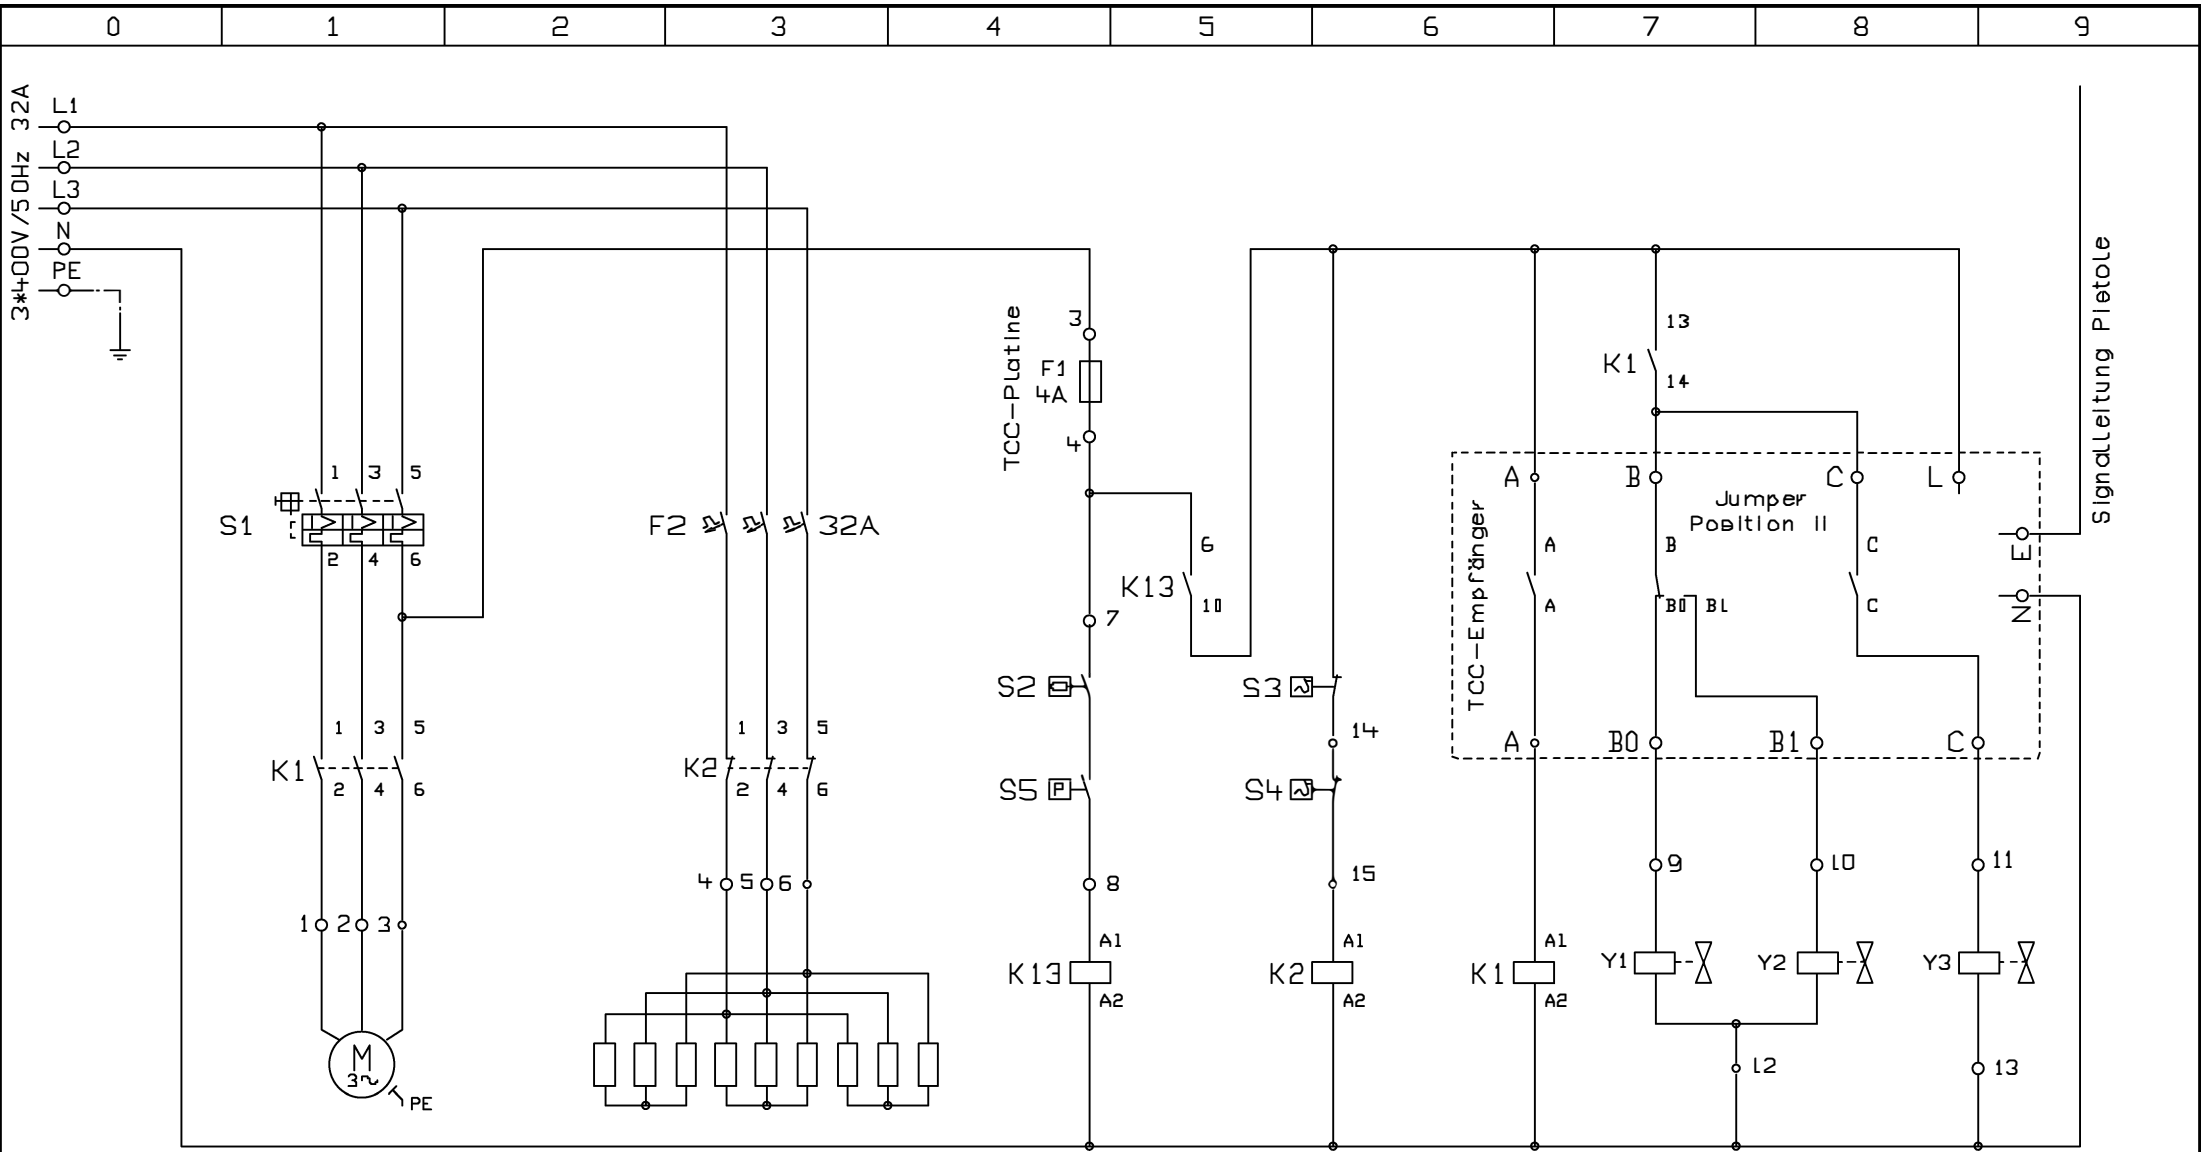 0 1 2 3 4 5 6 7 8 9
3*400V/50Hz 32A
L1
L2
L3
N
PE
S1
1 3 5
2 4 6
K1
1 3 5
2 4 6
1 2 3
M
3~
PE
F2
32A
K2
1 3 5
2 4 6
4 5 6
TCC-Platine
3
F1
4A
4
7
S2
S5
P
8
A1
K13
A2
6
K13
10
S3
14
S4
15
A1
K2
A2
13
K1
14
TCC-Empfänger
A B C L
Jumper
Position II
A B C
A B0 B1 C
E
N
A B0 B1 C
9 10 11
A1
K1
A2
Y1 Y2 Y3
12 13
Signalleitung Pistole